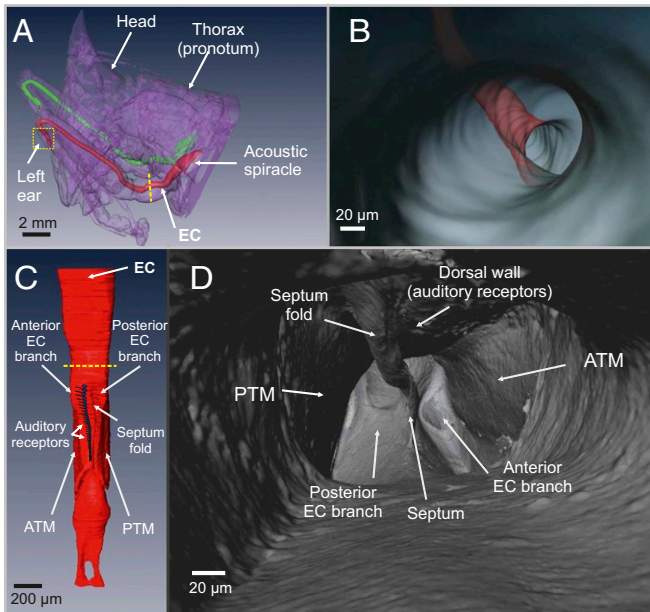 A
Head
Thorax
(pronotum)
Left
ear
Acoustic
spiracle
EC
2 mm
B
20 µm
C
EC
Anterior
EC branch
Posterior
EC branch
Auditory
receptors
Septum
fold
ATM
PTM
200 µm
D
Septum
fold
Dorsal wall
(auditory receptors)
PTM
ATM
Posterior
EC branch
Septum
Anterior
EC branch
20 µm